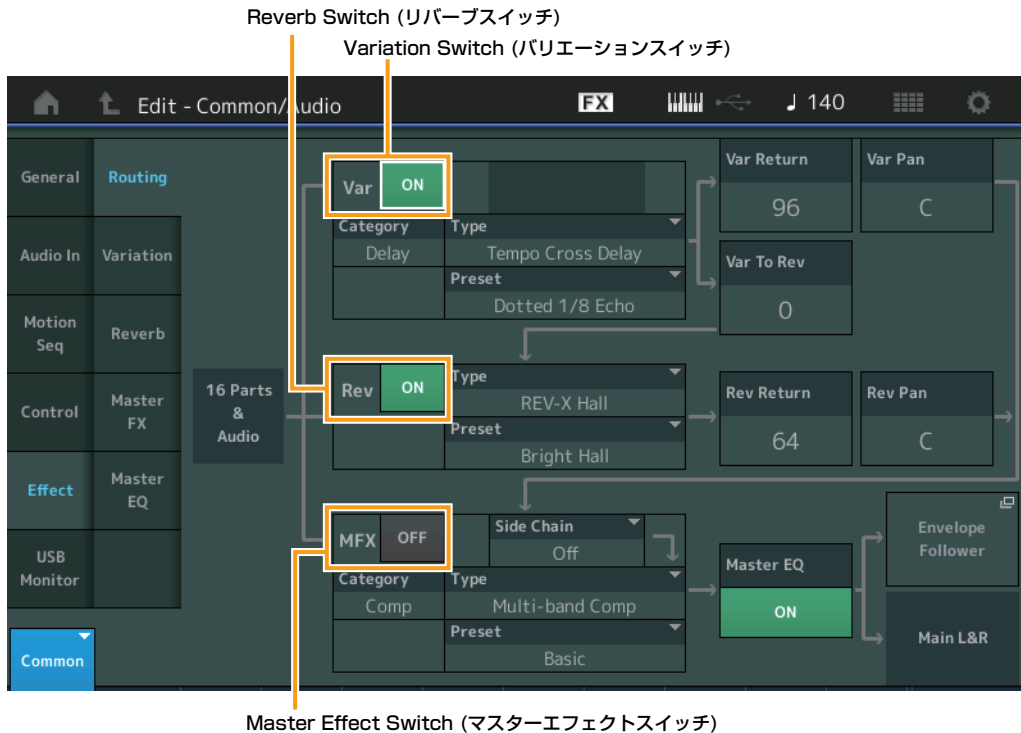 Reverb Switch (リバーブスイッチ)
Variation Switch (バリエーションスイッチ)
Edit - Common/Audio
FX
140
General
Audio In
Motion
Seq
Control
Effect
USB
Monitor
Common
Routing
Variation
Reverb
Master
FX
Master
EQ
16 Parts
&
Audio
Var ON
Category
Delay
Type
Tempo Cross Delay
Preset
Dotted 1/8 Echo
Var Return
96
Var Pan
C
Var To Rev
0
Rev ON
Type
REV-X Hall
Preset
Bright Hall
Rev Return
64
Rev Pan
C
MFX OFF
Side Chain
Off
Category
Comp
Type
Multi-band Comp
Preset
Basic
Master EQ
ON
Envelope
Follower
Main L&R
Master Effect Switch (マスターエフェクトスイッチ)